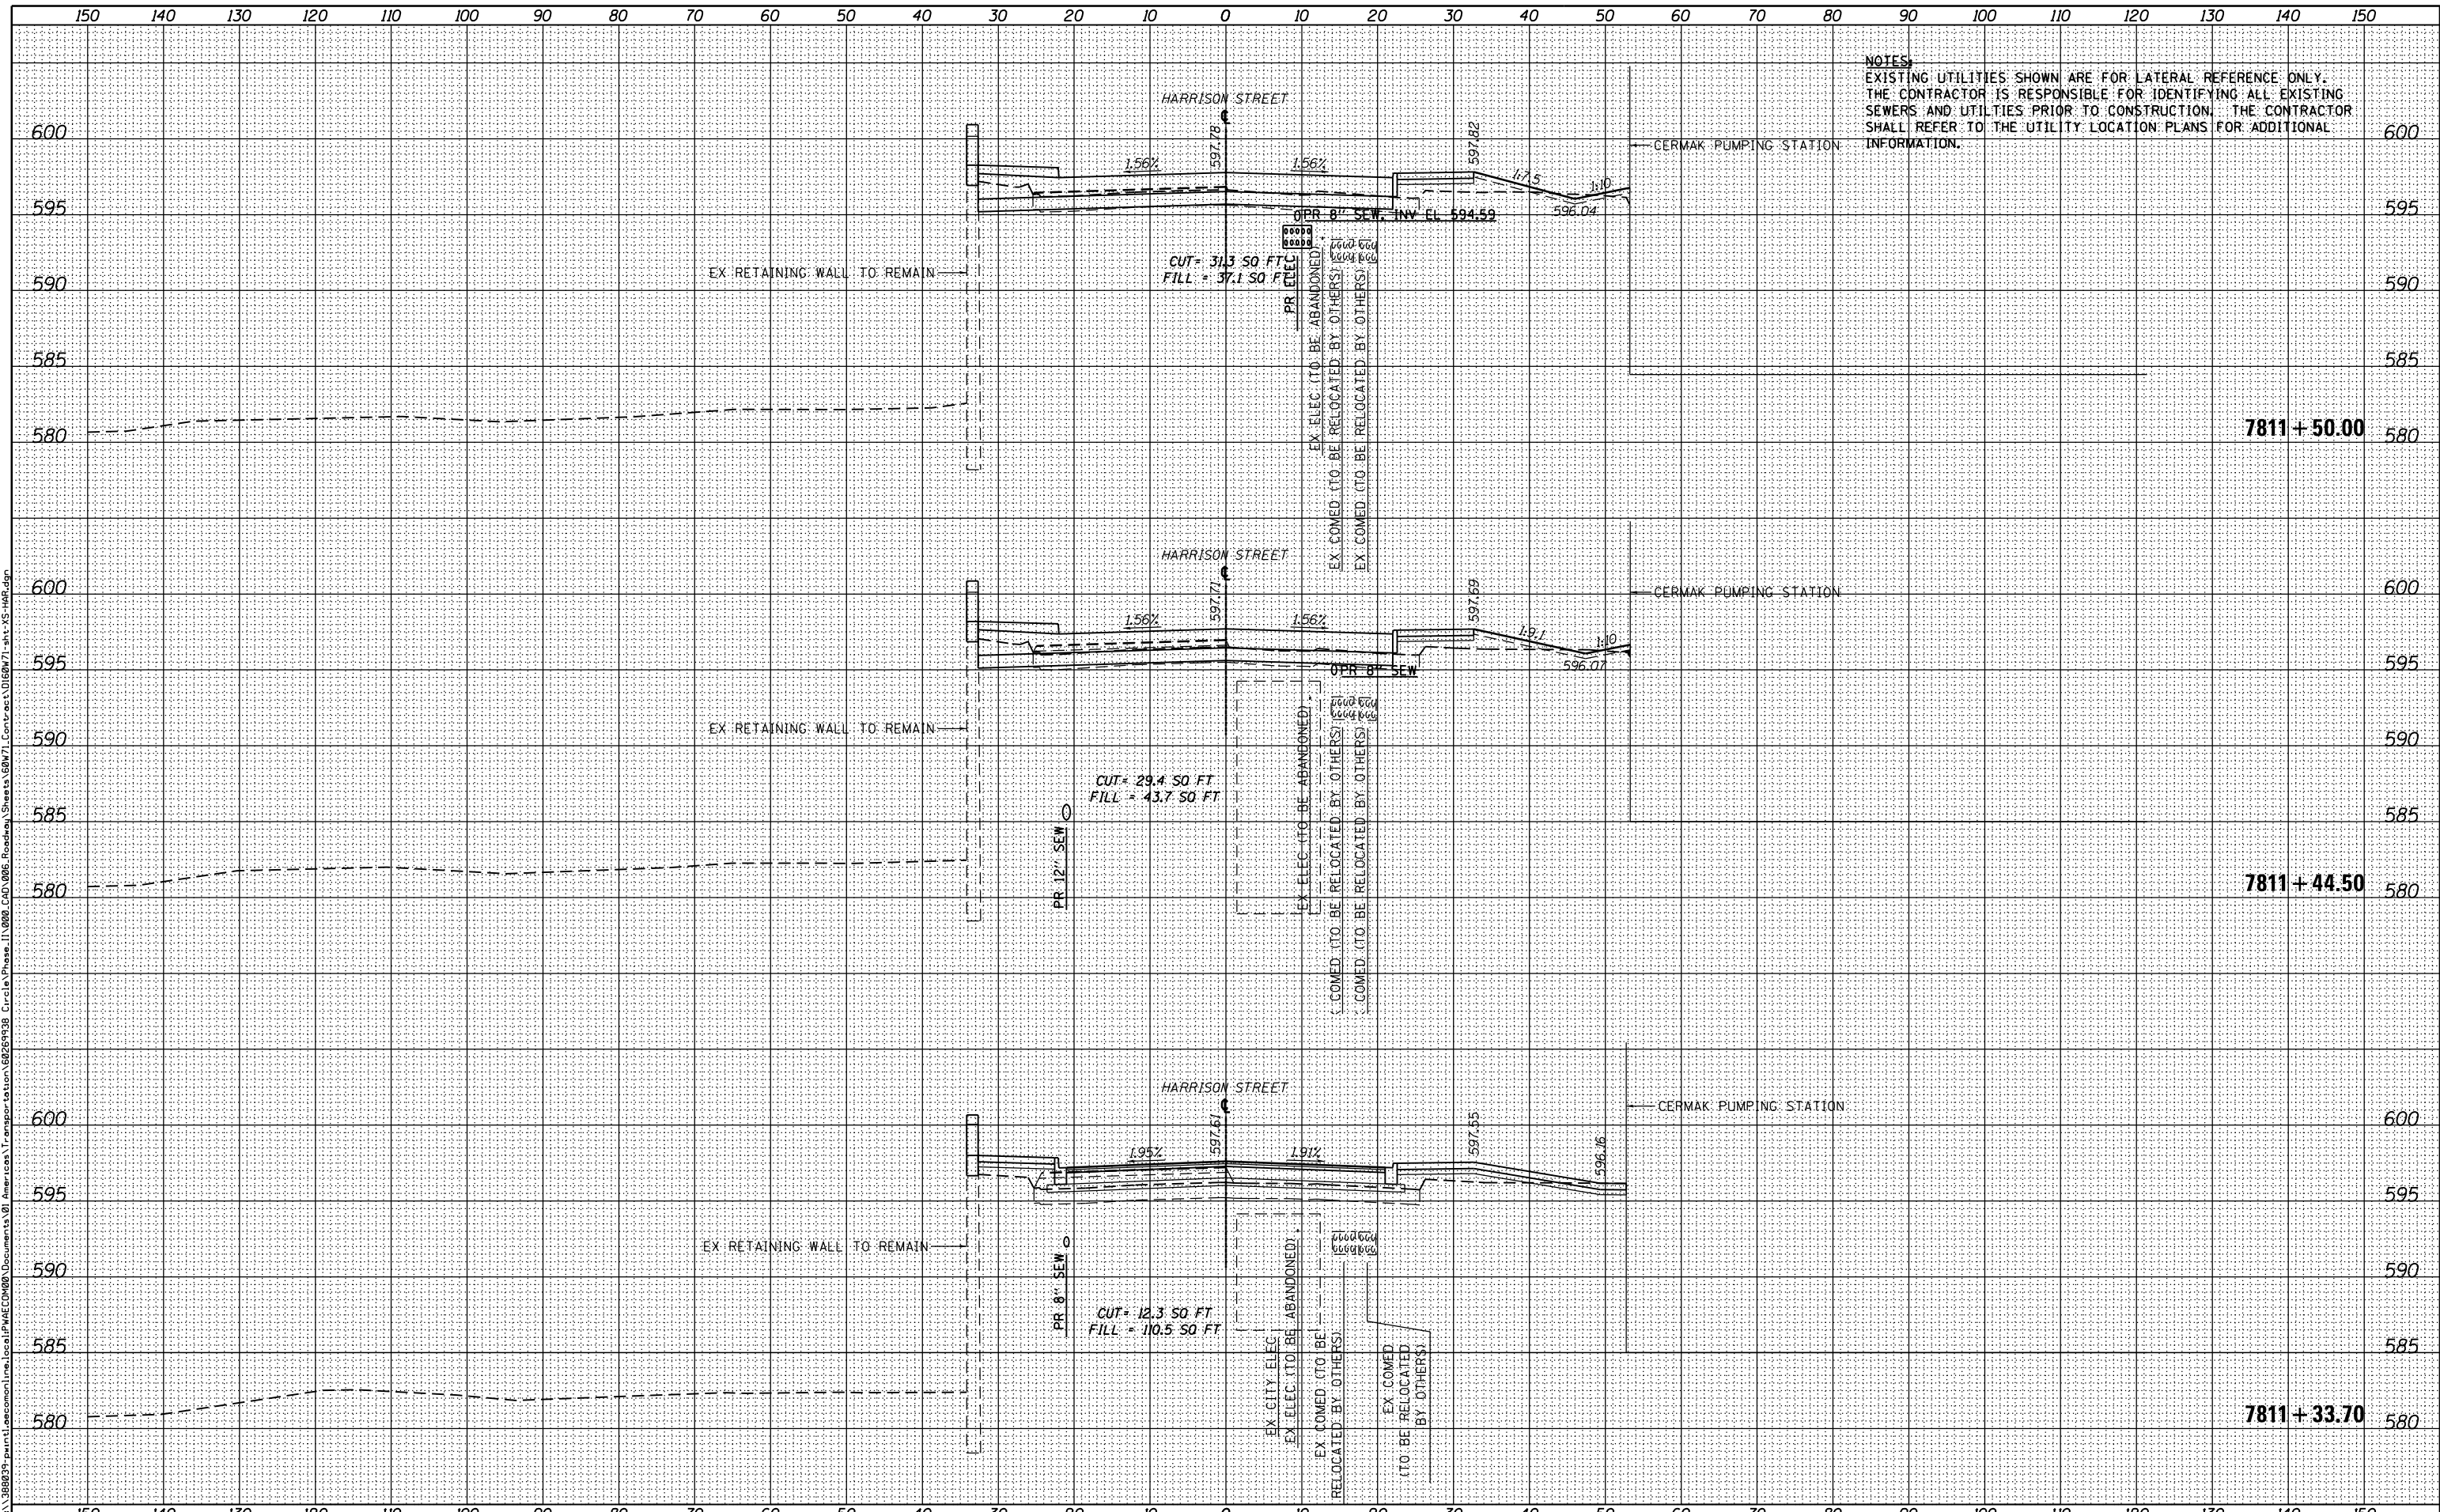 150 140 130 120 110 100 90 80 70 60 50 40 30 20 10 0 10 20 30 40 50 60 70 80 90 100 110 120 130 140 150
NOTES:
EXISTING UTILITIES SHOWN ARE FOR LATERAL REFERENCE ONLY.
THE CONTRACTOR IS RESPONSIBLE FOR IDENTIFYING ALL EXISTING
SEWERS AND UTILTIES PRIOR TO CONSTRUCTION. THE CONTRACTOR
SHALL REFER TO THE UTILITY LOCATION PLANS FOR ADDITIONAL
INFORMATION.
HARRISON STREET
600 600
597.78
597.82
CERMAK PUMPING STATION
1.56% 1.56%
1:7.5
1:10
595 595
596.04
PR 8" SEW, INV EL 594.59
CUT= 31.3 SQ FT
FILL = 37.1 SQ FT
EX RETAINING WALL TO REMAIN
PR ELEC
EX ELEC (TO BE ABANDONED)
EX COMED (TO BE RELOCATED BY OTHERS)
EX COMED (TO BE RELOCATED BY OTHERS)
590 590
585 585
580 580
7811+50.00
HARRISON STREET
600 600
597.71
597.69
CERMAK PUMPING STATION
1.56% 1.56%
1:9.1
1:10
595 595
596.07
PR 8" SEW
EX RETAINING WALL TO REMAIN
590 590
CUT= 29.4 SQ FT
FILL = 43.7 SQ FT
PR 12" SEW
EX ELEC (TO BE ABANDONED)
COMED (TO BE RELOCATED BY OTHERS)
COMED (TO BE RELOCATED BY OTHERS)
585 585
580 580
7811+44.50
HARRISON STREET
600 600
597.61
597.55
596.16
CERMAK PUMPING STATION
1.95% 1.91%
595 595
EX RETAINING WALL TO REMAIN
PR 8" SEW
590 590
CUT= 12.3 SQ FT
FILL = 110.5 SQ FT
EX CITY ELEC
EX ELEC (TO BE ABANDONED)
EX COMED (TO BE
RELOCATED BY OTHERS)
EX COMED
(TO BE RELOCATED
BY OTHERS)
585 585
580 580
7811+33.70
150 140 130 120 110 100 90 80 70 60 50 40 30 20 10 0 10 20 30 40 50 60 70 80 90 100 110 120 130 140 150